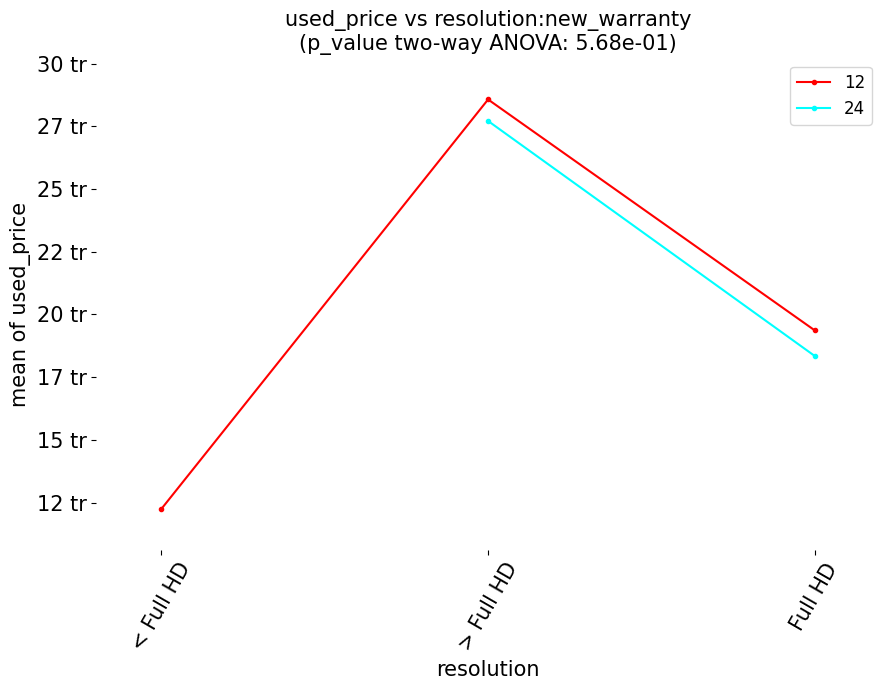 used_price vs resolution:new_warranty
(p_value two-way ANOVA: 5.68e-01)
12
24
mean of used_price
30 tr
27 tr
25 tr
22 tr
20 tr
17 tr
15 tr
12 tr
< Full HD
> Full HD
Full HD
resolution